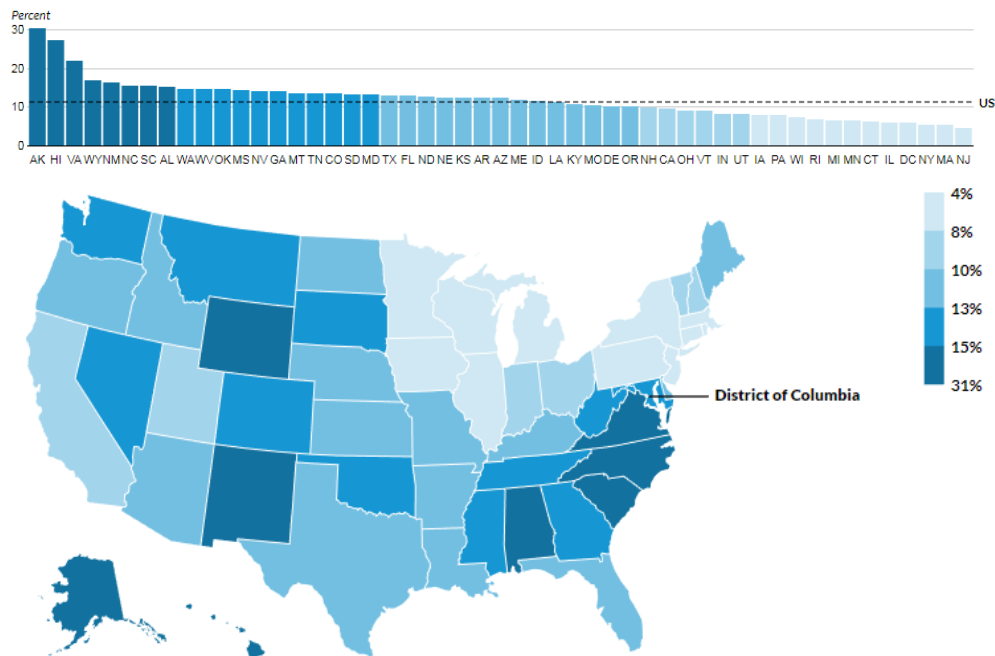 Percent
30
20
10
0
US
AK HI VA WY NM NC SC AL WA WV OK MS NV GA MT TN CO SD MD TX FL ND NE KS AR AZ ME ID LA KY MO DE OR NH CA OH VT IN UT IA PA WI RI MI MN CT IL DC NY MA NJ
4%
8%
10%
13%
15%
31%
District of Columbia